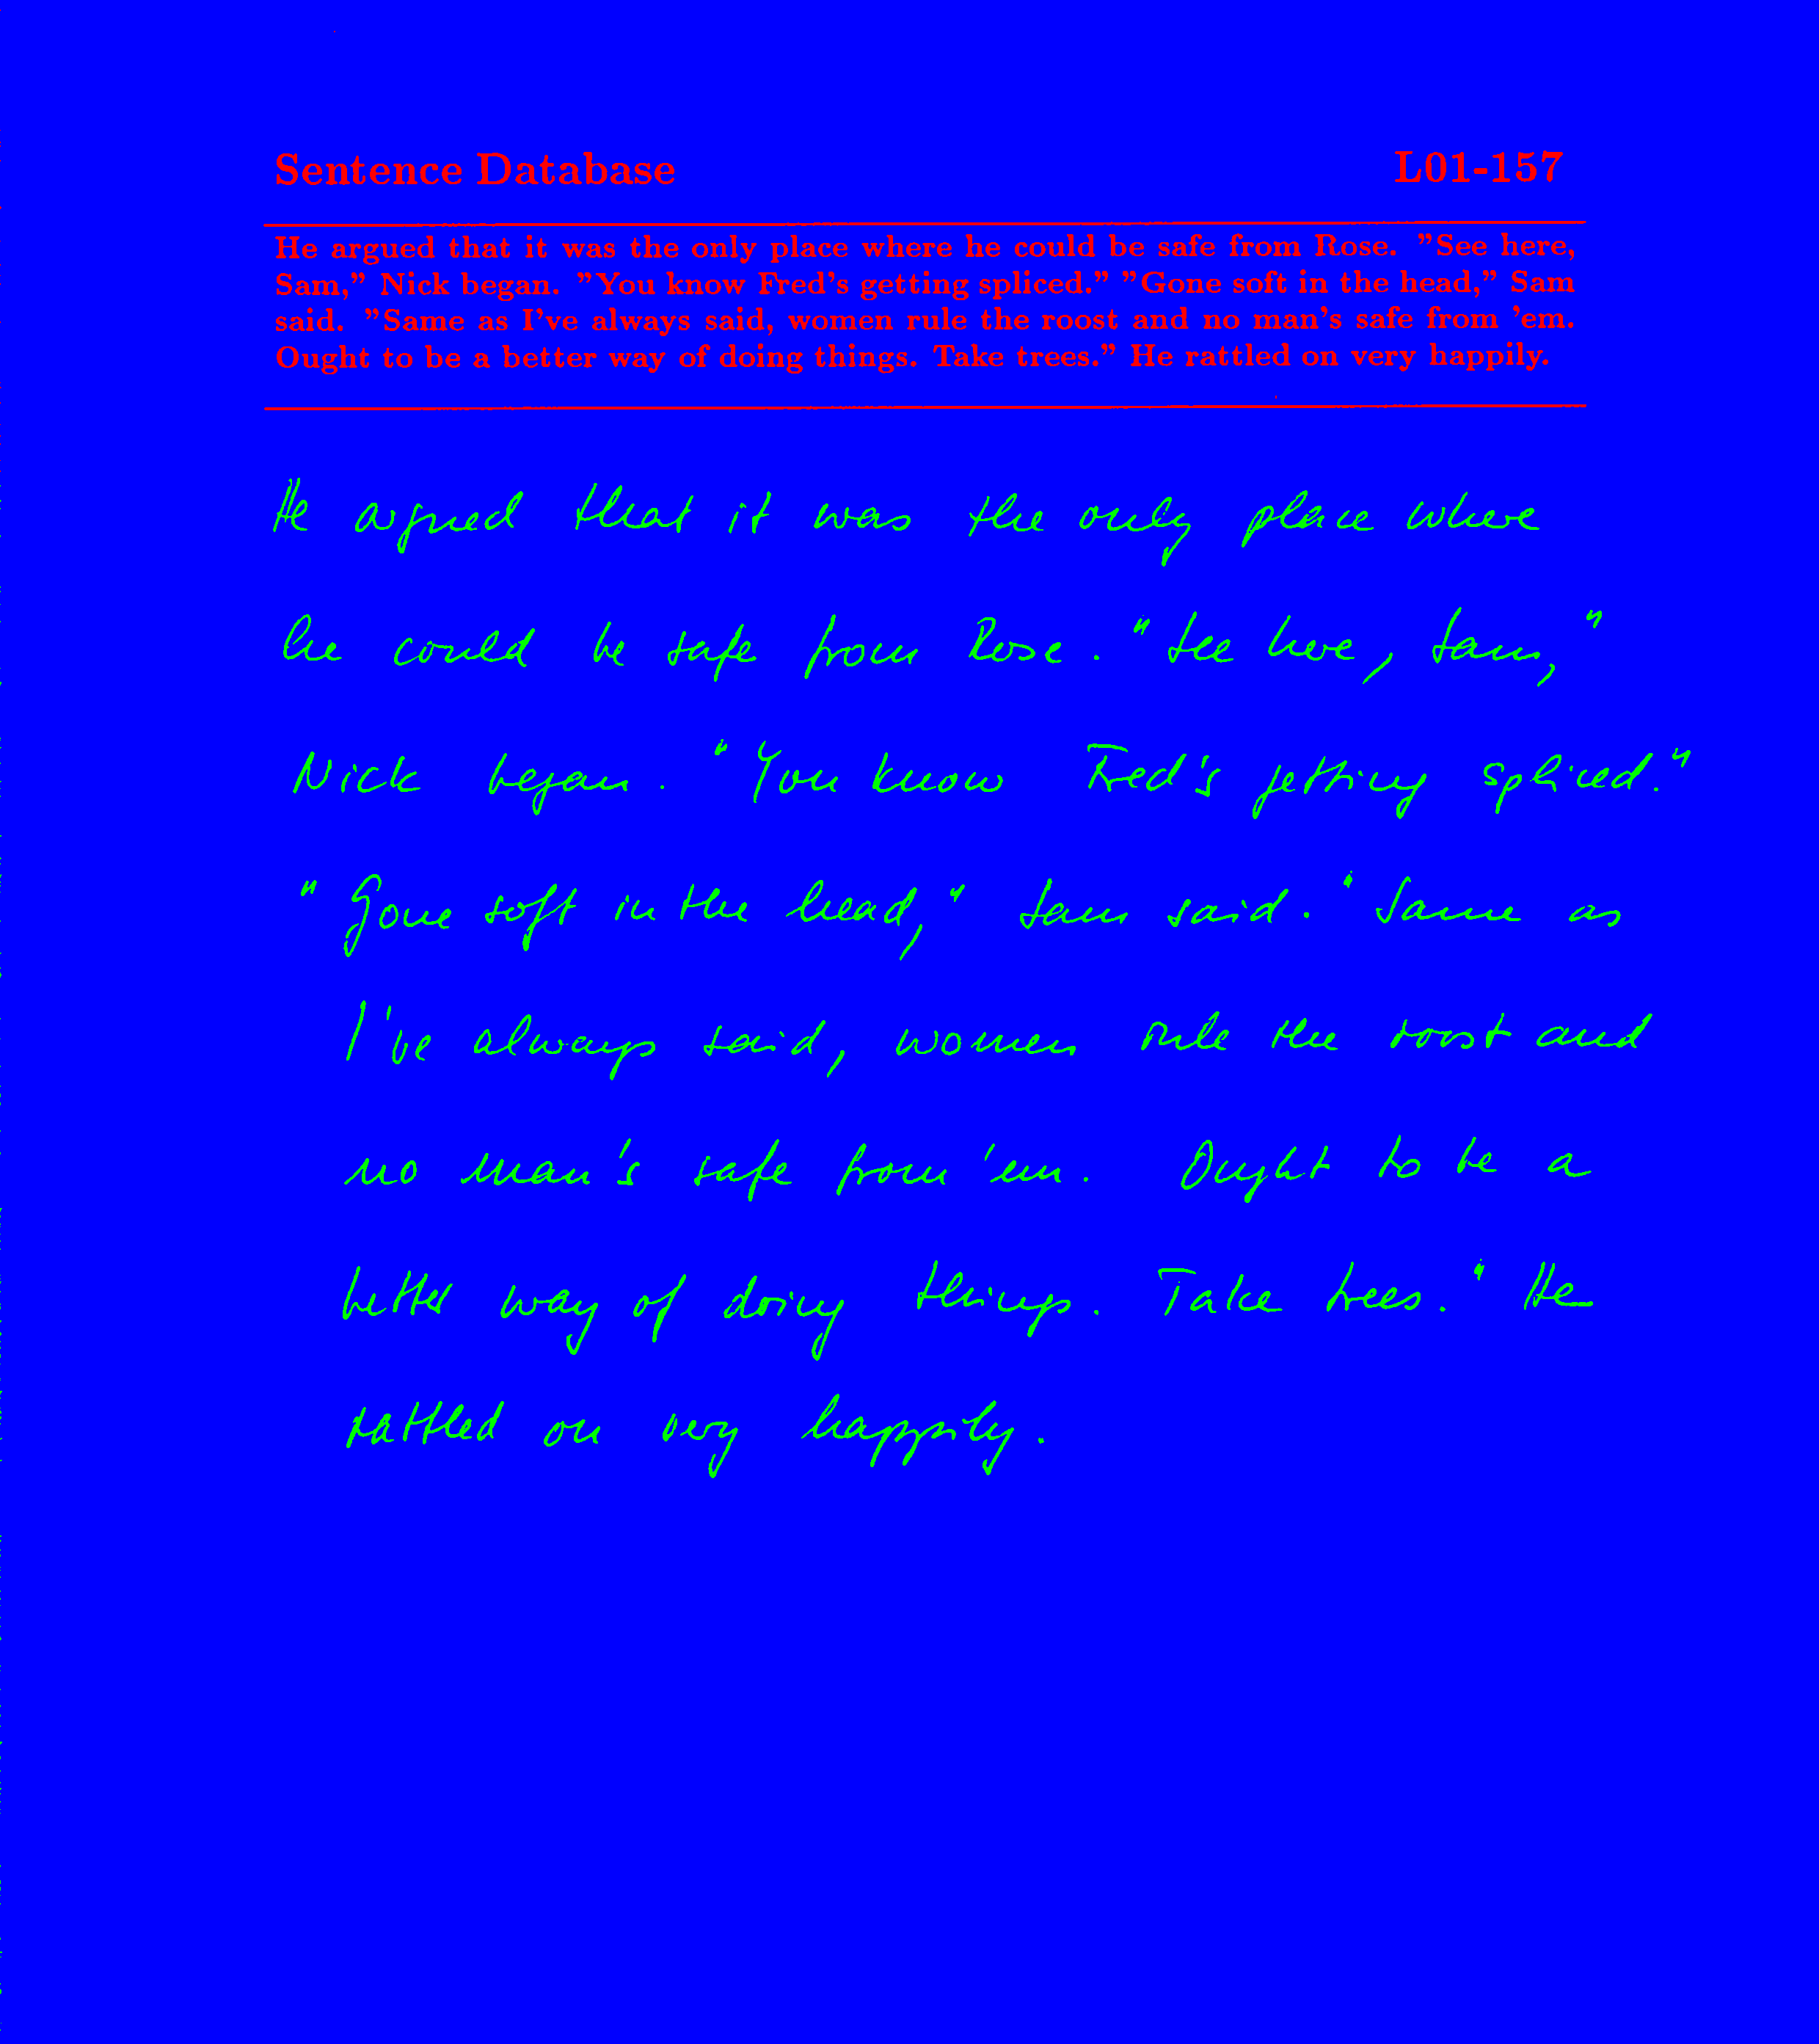 Sentence Database L01-157
He argued that it was the only place where he could be safe from Rose. "See here,
Sam," Nick began. "You know Fred's getting spliced." "Gone soft in the head," Sam
said. "Same as I've always said, women rule the roost and no man's safe from 'em.
Ought to be a better way of doing things. Take trees." He rattled on very happily.
He argued that it was the only place where
he could be safe from Rose. "See here, Sam,"
Nick began. "You know Fred's getting spliced."
"Gone soft in the head," Sam said. "Same as
I've always said, women rule the roost and
no man's safe from 'em. Ought to be a
better way of doing things. Take trees." He
rattled on very happily.